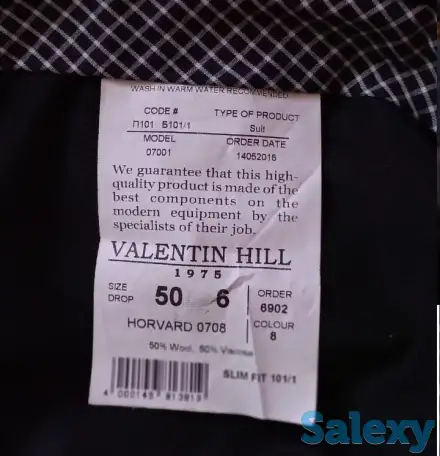 WASH IN WARM WATER RECOMMENDED
CODE # TYPE OF PRODUCT
П101 Б101/1 Suit
MODEL ORDER DATE
07001 14052016
We guarantee that this high-
quality product is made of the
best components on the
modern equipment by the
specialists of their job.
VALENTIN HILL
1975
SIZE
DROP
50 6
ORDER
6902
HORVARD 0708
COLOUR
8
50% Wool, 50% Viscose
SLIM FIT 101/1
Salexy